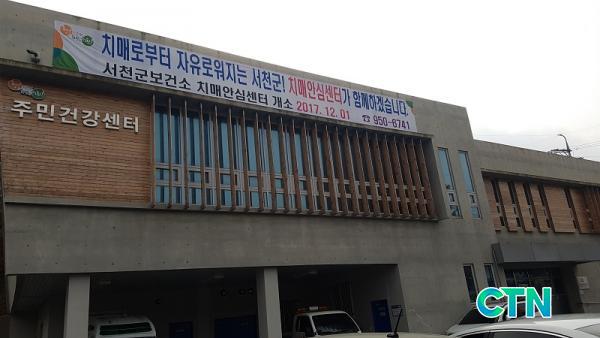 치매로부터 자유로워지는 서천군! 치매안심센터가 함께하겠습니다.
서천군보건소 치매안심센터 개소 2017. 12. 01 ☎ 950-6741
주민건강센터
CTN